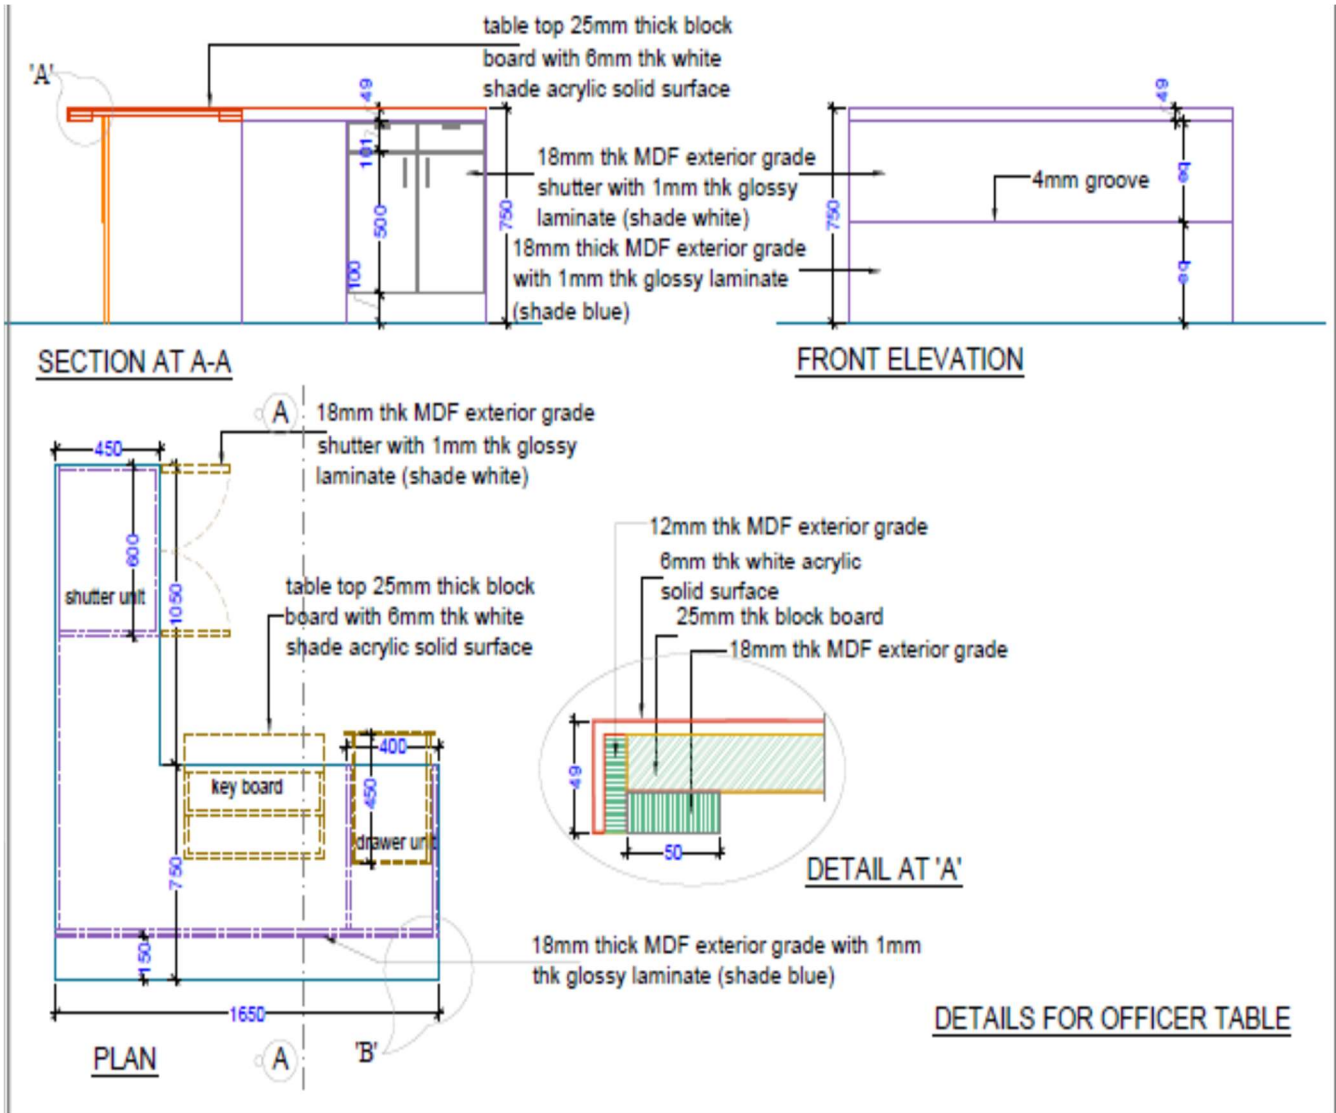 table top 25mm thick block
board with 6mm thk white
shade acrylic solid surface
'A'
49
101
500
100
750
18mm thk MDF exterior grade
shutter with 1mm thk glossy
laminate (shade white)
18mm thick MDF exterior grade
with 1mm thk glossy laminate
(shade blue)
49
750
4mm groove
be
be
SECTION AT A-A
FRONT ELEVATION
A
18mm thk MDF exterior grade
shutter with 1mm thk glossy
laminate (shade white)
450
600
1050
shutter unit
table top 25mm thick block
board with 6mm thk white
shade acrylic solid surface
400
key board
450
drawer unit
750
150
1650
12mm thk MDF exterior grade
6mm thk white acrylic
solid surface
25mm thk block board
18mm thk MDF exterior grade
49
50
DETAIL AT 'A'
18mm thick MDF exterior grade with 1mm
thk glossy laminate (shade blue)
DETAILS FOR OFFICER TABLE
PLAN
A
'B'